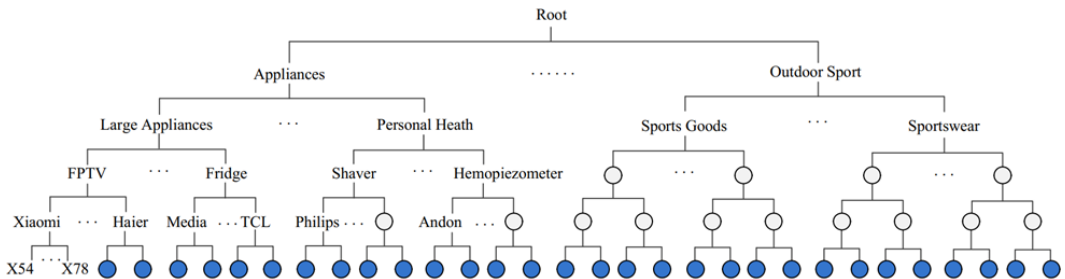 Root
Appliances ...... Outdoor Sport
Large Appliances ... Personal Heath Sports Goods ... Sportswear
FPTV ... Fridge Shaver ... Hemopiezometer ... ...
Xiaomi ... Haier Media ... TCL Philips ... Andon ...
X54 ... X78